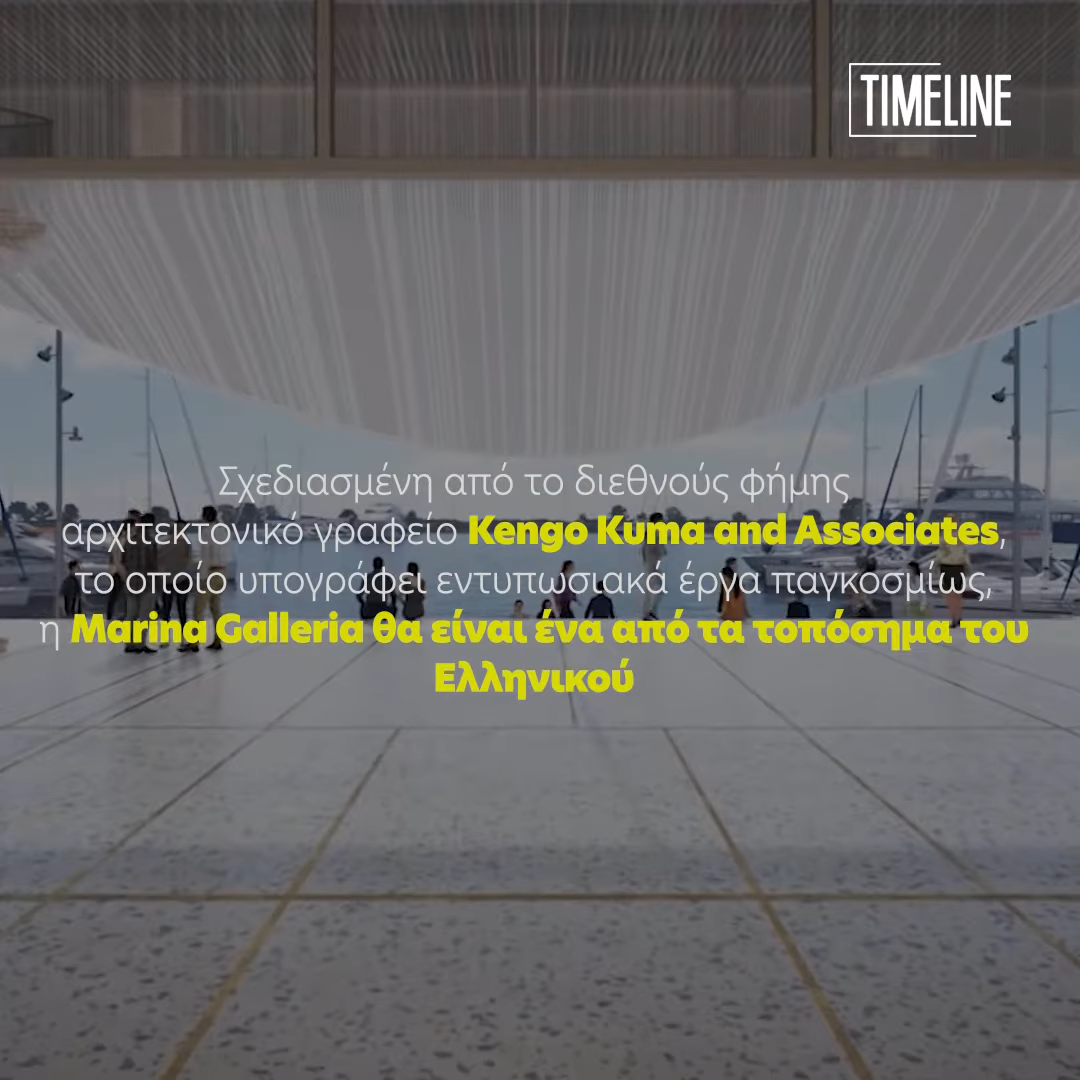 TIMELINE
Σχεδιασμένη από το διεθνούς φήμης
αρχιτεκτονικό γραφείο Kengo Kuma and Associates,
το οποίο υπογράφει εντυπωσιακά έργα παγκοσμίως,
η Marina Galleria θα είναι ένα από τα τοπόσημα του
Ελληνικού